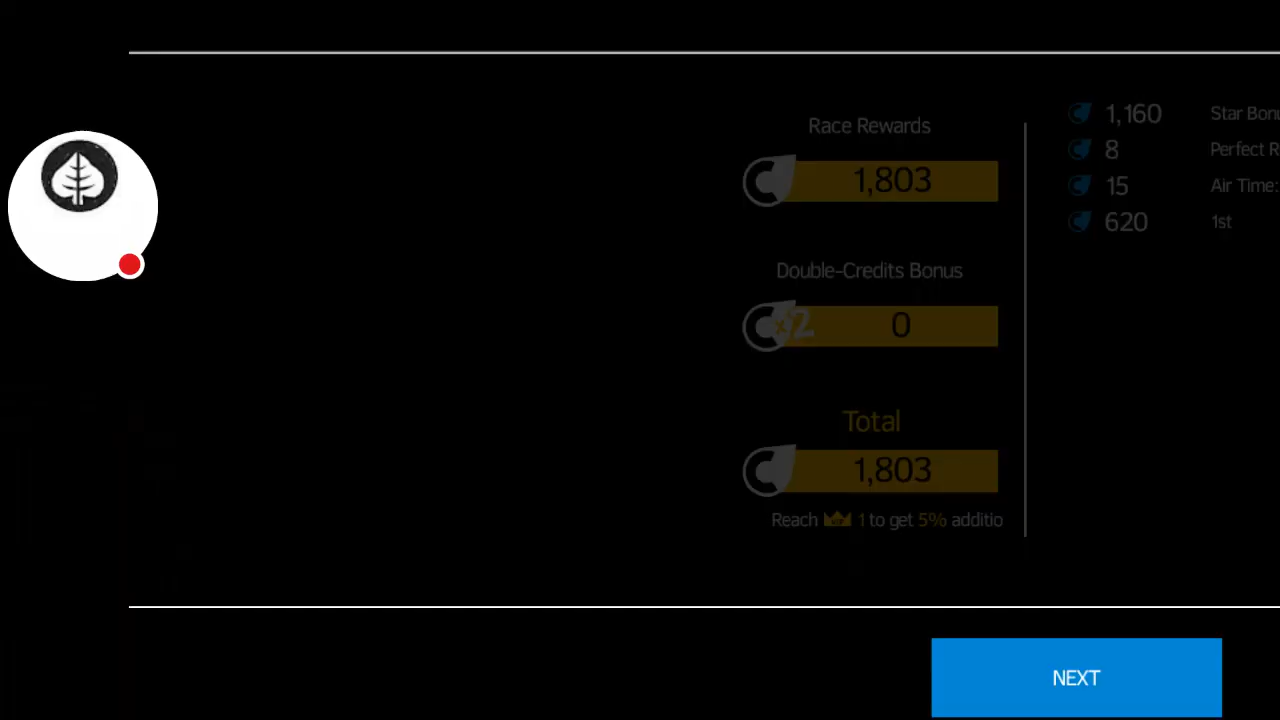 Race Rewards
1,803
Double-Credits Bonus
x2 0
Total
1,803
Reach 1 to get 5% additio
1,160 Star Bon
8 Perfect R
15 Air Time:
620 1st
NEXT